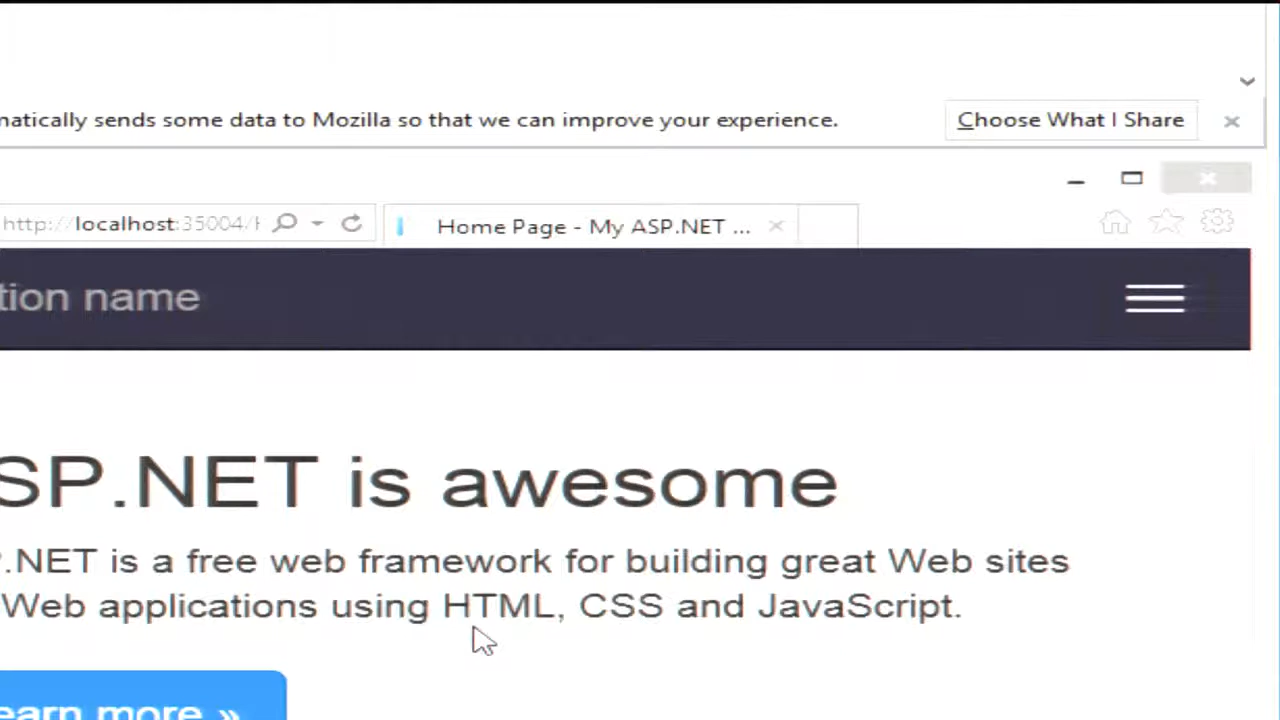 matically sends some data to Mozilla so that we can improve your experience.
Choose What I Share
http://localhost:35004/
Home Page - My ASP.NET ...
tion name
SP.NET is awesome
.NET is a free web framework for building great Web sites
Web applications using HTML, CSS and JavaScript.
earn more »